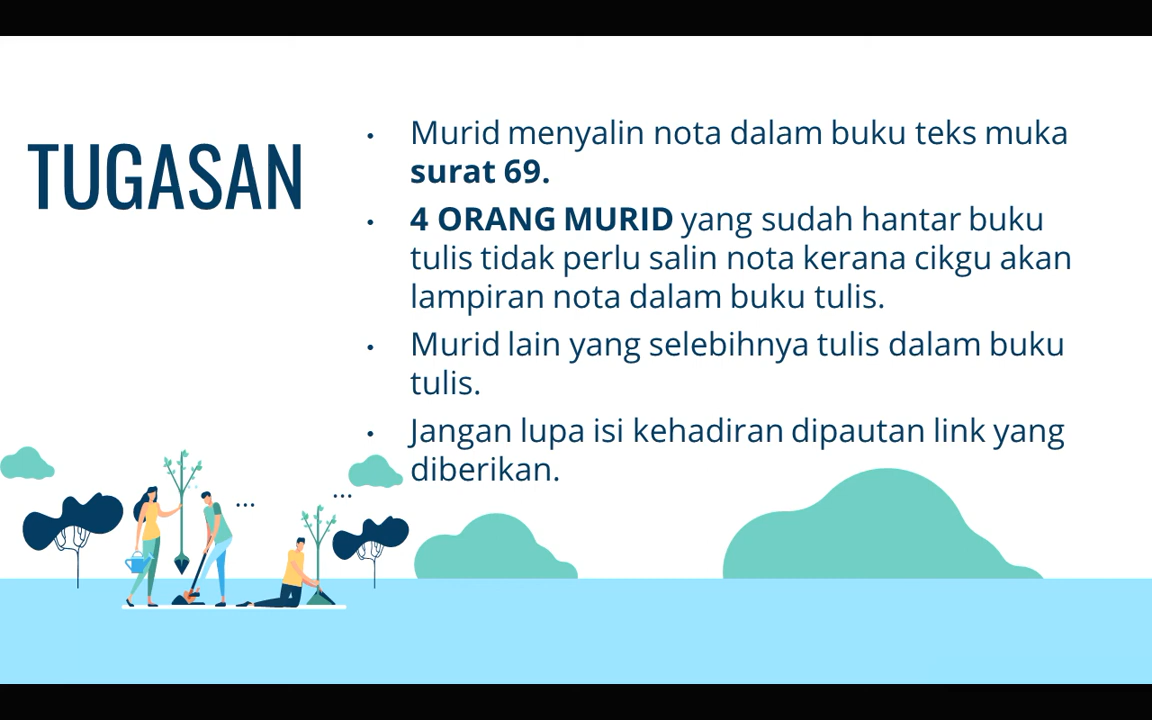 TUGASAN
• Murid menyalin nota dalam buku teks muka
surat 69.
• 4 ORANG MURID yang sudah hantar buku
tulis tidak perlu salin nota kerana cikgu akan
lampiran nota dalam buku tulis.
• Murid lain yang selebihnya tulis dalam buku
tulis.
• Jangan lupa isi kehadiran dipautan link yang
diberikan.